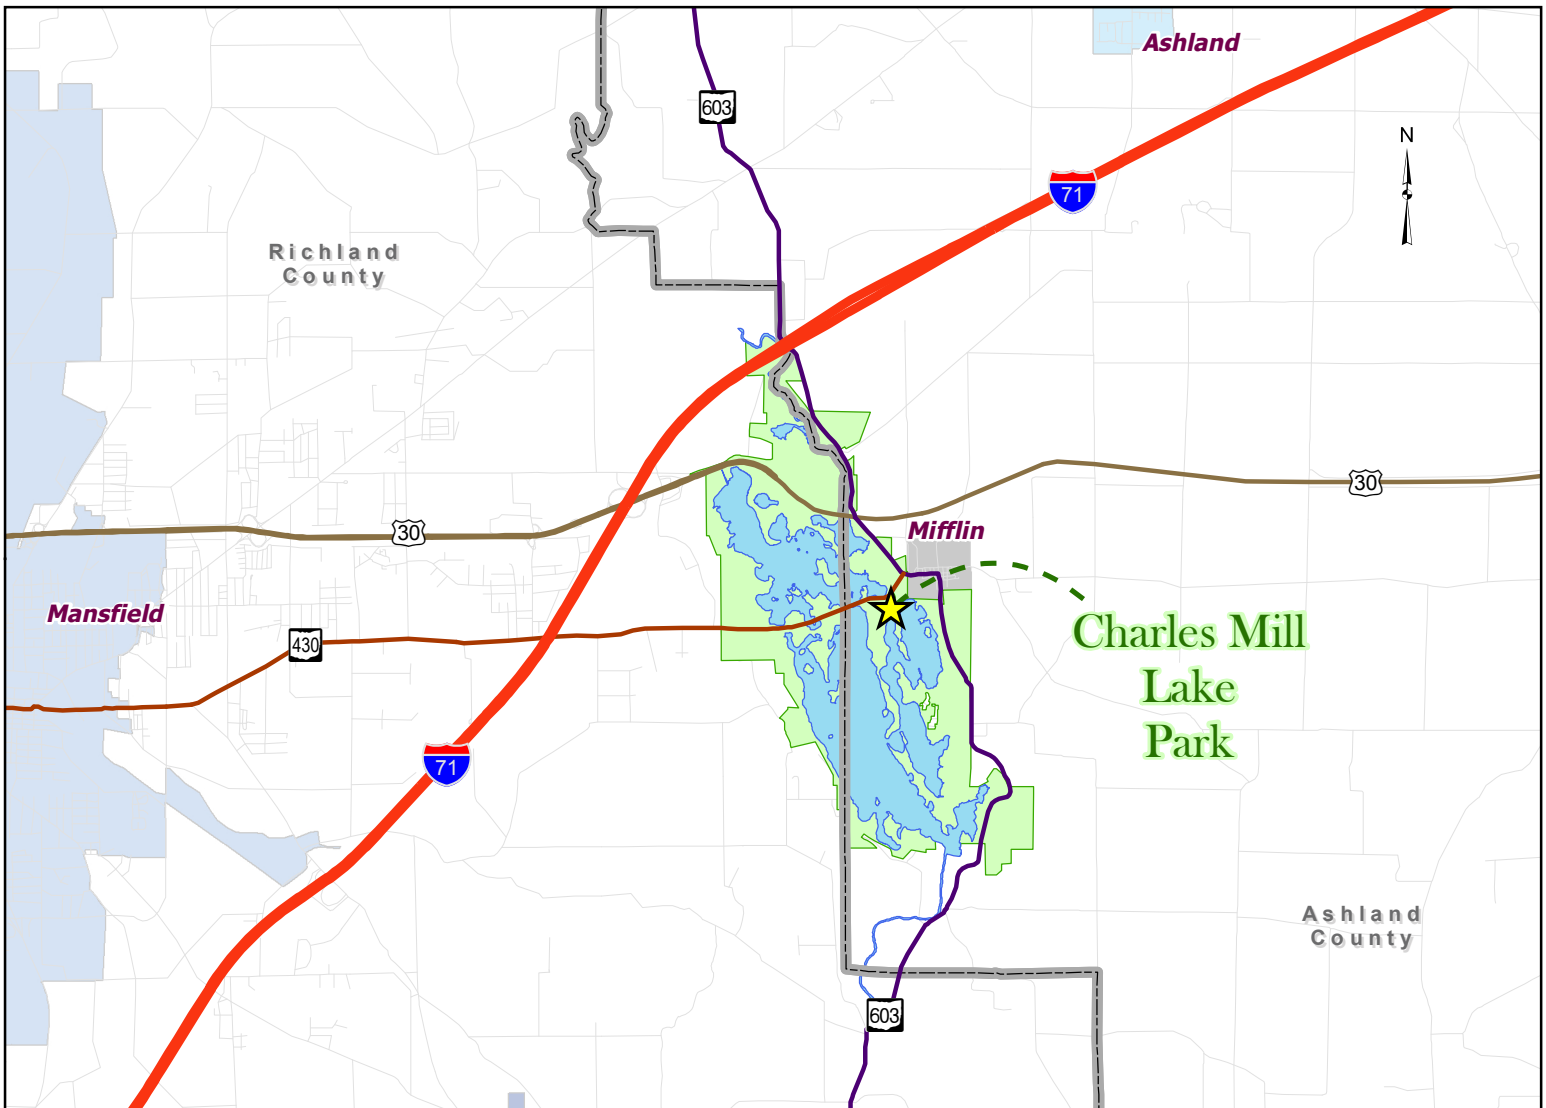 Ashland
603
N
71
Richland
County
30
30
Mifflin
Mansfield
430
Charles Mill
Lake
Park
71
Ashland
County
603